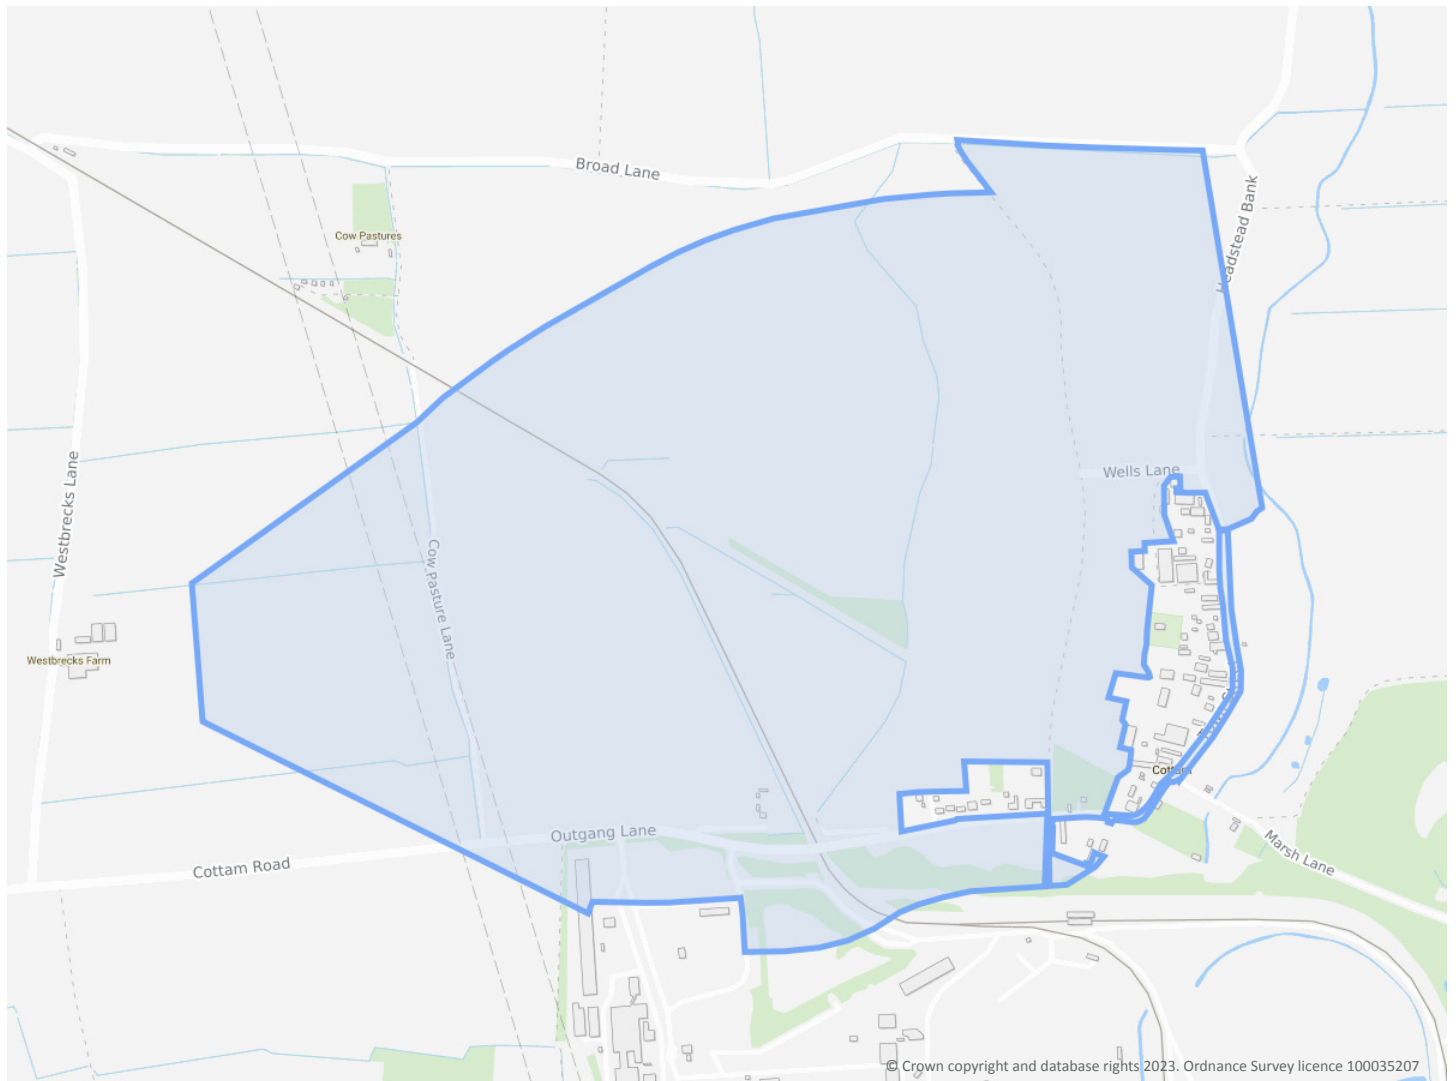 Broad Lane
Headstead Bank
Cow Pastures
Wells Lane
Westbrecks Lane
Cow Pasture Lane
Westbrecks Farm
Cottam
Outgang Lane
Cottam Road
Marsh Lane
© Crown copyright and database rights 2023. Ordnance Survey licence 100035207